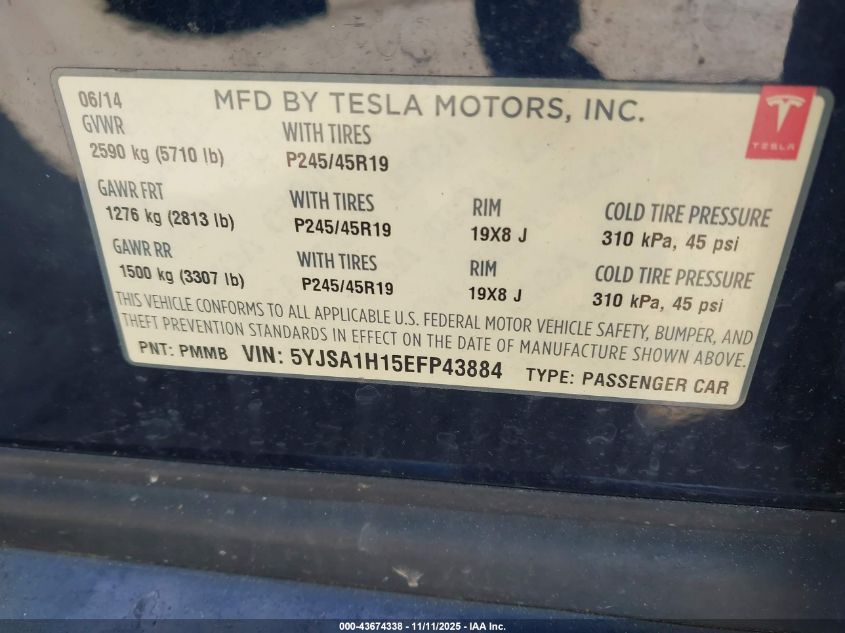 06/14 MFD BY TESLA MOTORS, INC.
TESLA
GVWR WITH TIRES
2590 kg (5710 lb) P245/45R19
GAWR FRT WITH TIRES RIM COLD TIRE PRESSURE
1276 kg (2813 lb) P245/45R19 19X8 J 310 kPa, 45 psi
GAWR RR WITH TIRES RIM COLD TIRE PRESSURE
1500 kg (3307 lb) P245/45R19 19X8 J 310 kPa, 45 psi
THIS VEHICLE CONFORMS TO ALL APPLICABLE U.S. FEDERAL MOTOR VEHICLE SAFETY, BUMPER, AND
THEFT PREVENTION STANDARDS IN EFFECT ON THE DATE OF MANUFACTURE SHOWN ABOVE.
PNT: PMMB VIN: 5YJSA1H15EFP43884 TYPE: PASSENGER CAR
000-43674338 - 11/11/2025 - IAA Inc.